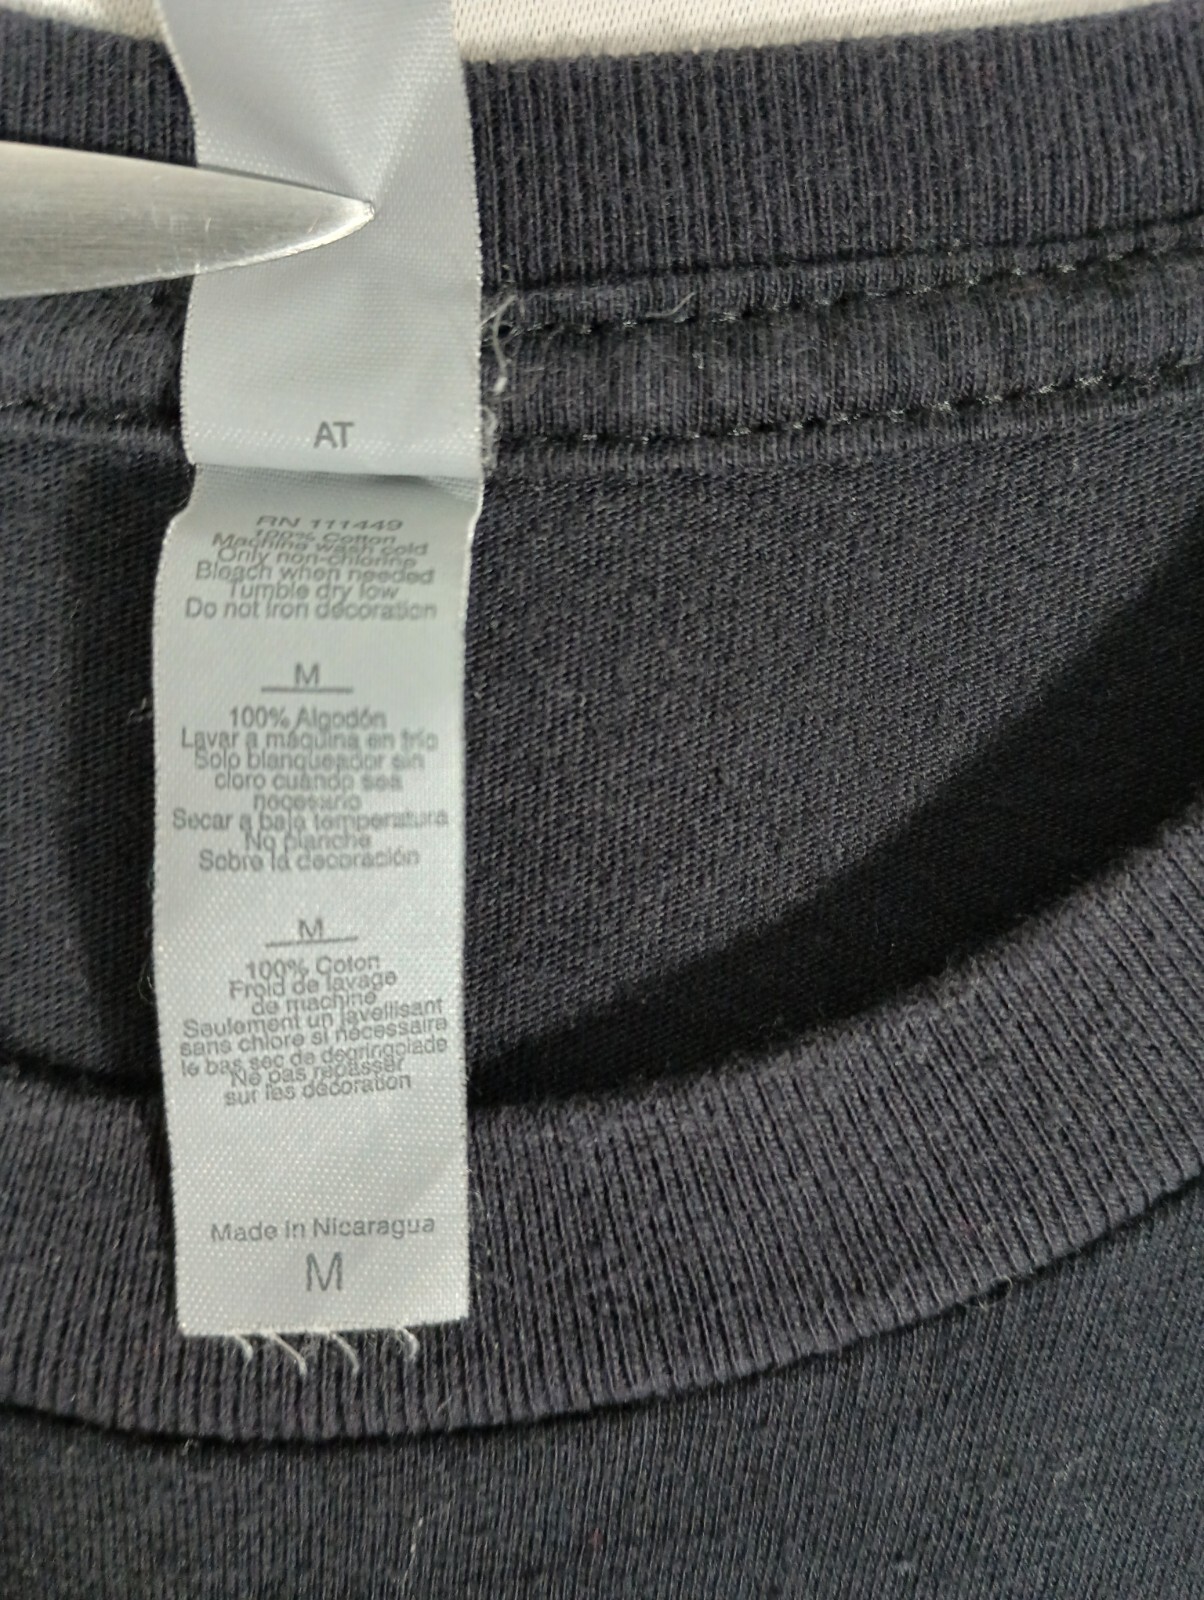 AT
RN 111449
100% Cotton
Machine wash cold
Only non-chlorine
Bleach when needed
Tumble dry low
Do not iron decoration
M
100% Algodón
Lavar a máquina en frio
Solo blanqueador sin
cloro cuando sea
necesario
Secar a baja temperatura
No planche
Sobre la decoración
M
100% Coton
Froid de lavage
de machine
Seulement un javellisant
sans chlore si nécessaire
le bas sec de degringolade
Ne pas repasser
sur les décoration
Made in Nicaragua
M